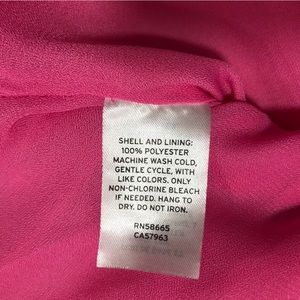 SHELL AND LINING:
100% POLYESTER
MACHINE WASH COLD,
GENTLE CYCLE, WITH
LIKE COLORS. ONLY
NON-CHLORINE BLEACH
IF NEEDED. HANG TO
DRY. DO NOT IRON.
RN58665
CA57963